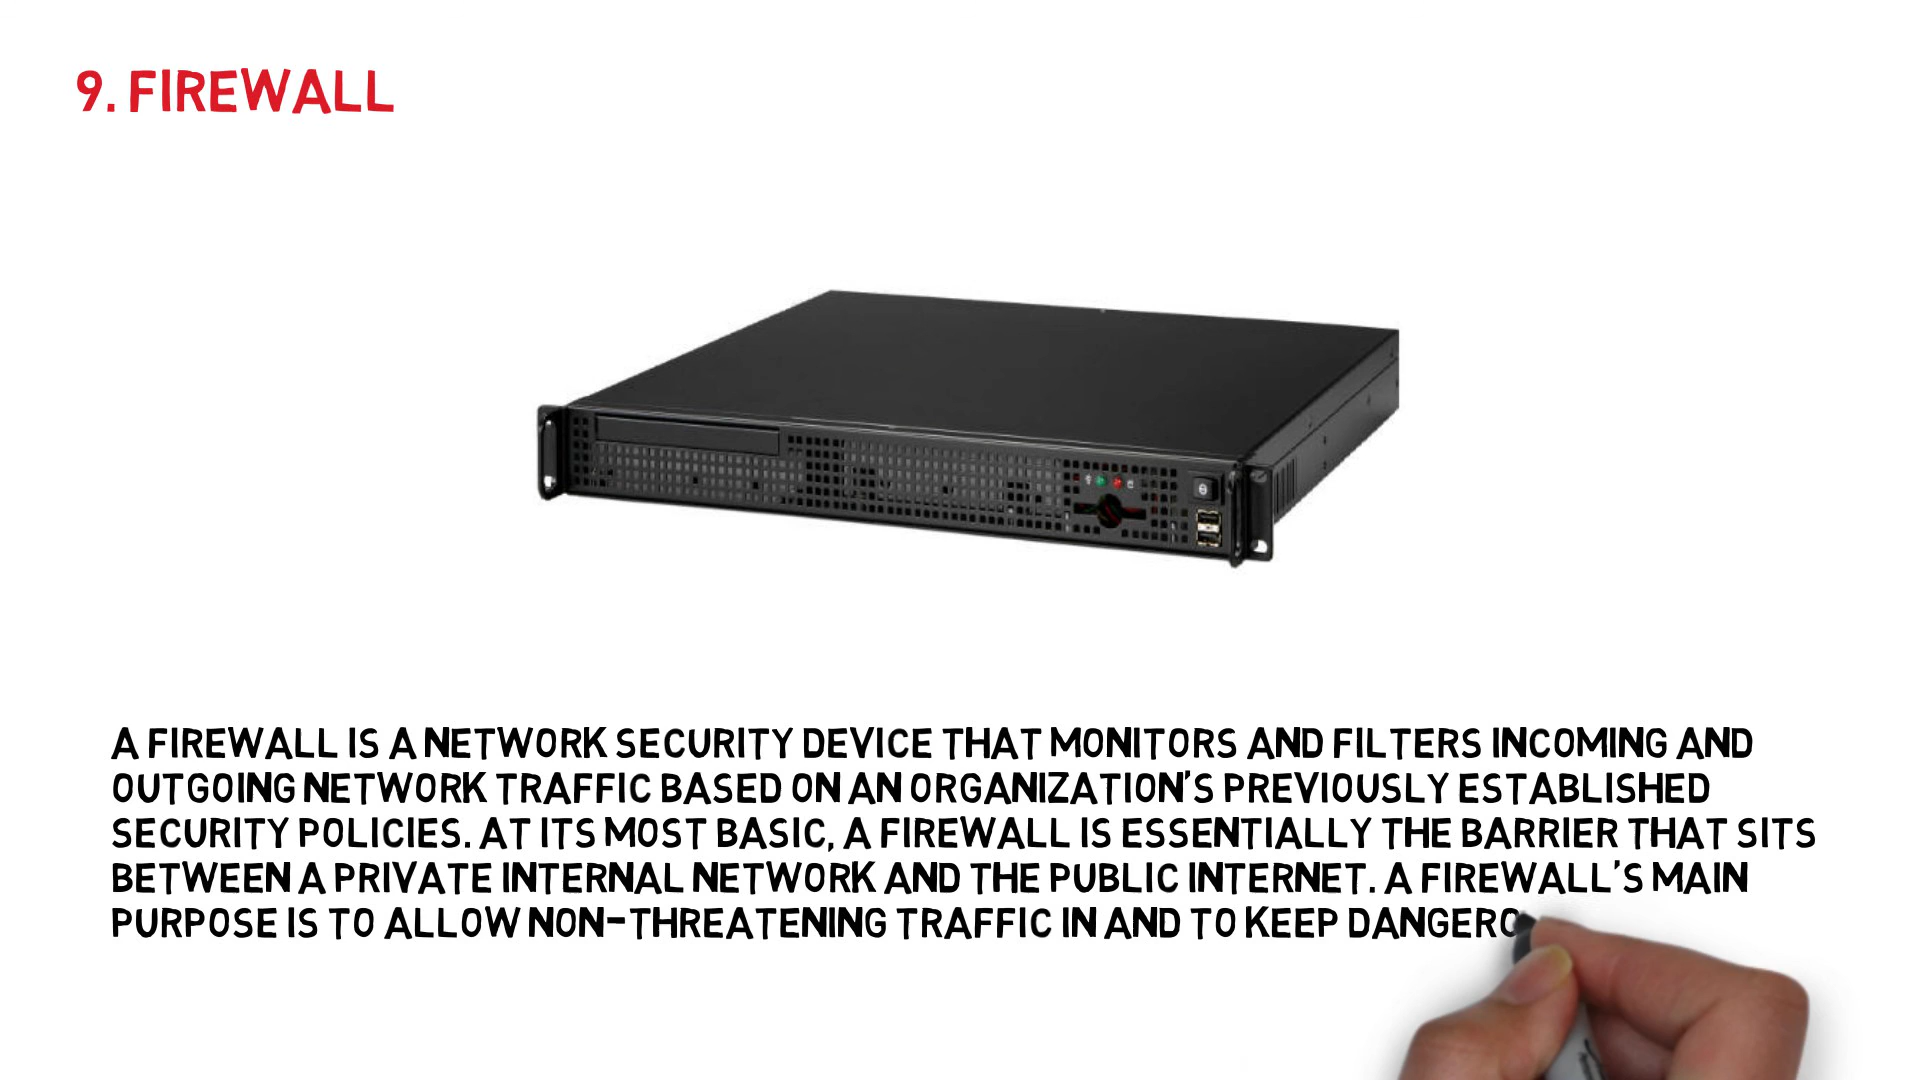 9. FIREWALL
A FIREWALL IS A NETWORK SECURITY DEVICE THAT MONITORS AND FILTERS INCOMING AND
OUTGOING NETWORK TRAFFIC BASED ON AN ORGANIZATION'S PREVIOUSLY ESTABLISHED
SECURITY POLICIES. AT ITS MOST BASIC, A FIREWALL IS ESSENTIALLY THE BARRIER THAT SITS
BETWEEN A PRIVATE INTERNAL NETWORK AND THE PUBLIC INTERNET. A FIREWALL'S MAIN
PURPOSE IS TO ALLOW NON-THREATENING TRAFFIC IN AND TO KEEP DANGERO